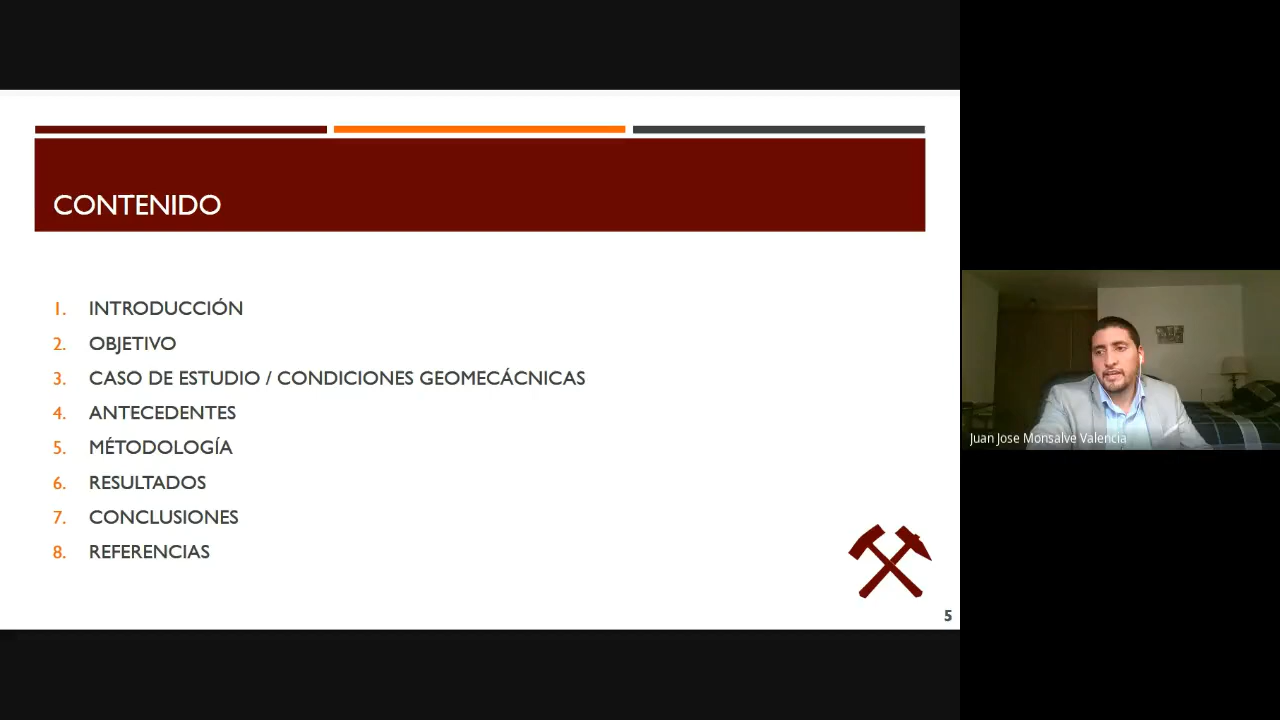 CONTENIDO
1. INTRODUCCIÓN
2. OBJETIVO
3. CASO DE ESTUDIO / CONDICIONES GEOMECÁCNICAS
4. ANTECEDENTES
5. MÉTODOLOGÍA
6. RESULTADOS
7. CONCLUSIONES
8. REFERENCIAS
5
Juan Jose Monsalve Valencia